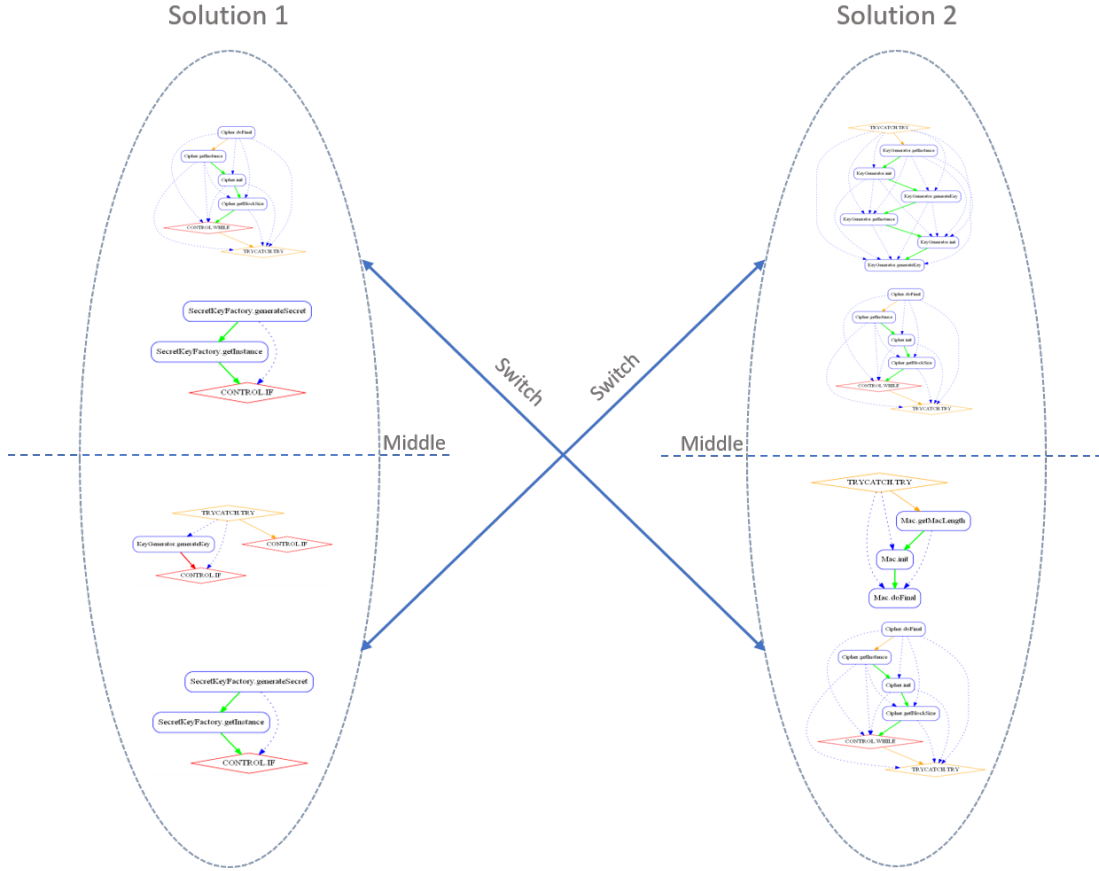 Solution 1
Solution 2
Cipher.doFinal
Cipher.getInstance
Cipher.init
Cipher.getBlockSize
CONTROL.WHILE
TRYCATCH.TRY
SecretKeyFactory.generateSecret
SecretKeyFactory.getInstance
CONTROL.IF
Middle
TRYCATCH.TRY
KeyGenerator.generateKey
CONTROL.IF
CONTROL.IF
SecretKeyFactory.generateSecret
SecretKeyFactory.getInstance
CONTROL.IF
Switch
Switch
TRYCATCH.TRY
KeyGenerator.getInstance
KeyGenerator.init
KeyGenerator.generateKey
KeyGenerator.getInstance
KeyGenerator.init
KeyGenerator.generateKey
Cipher.doFinal
Cipher.getInstance
Cipher.init
Cipher.getBlockSize
CONTROL.WHILE
TRYCATCH.TRY
Middle
TRYCATCH.TRY
Mac.getMacLength
Mac.init
Mac.doFinal
Cipher.doFinal
Cipher.getInstance
Cipher.init
Cipher.getBlockSize
CONTROL.WHILE
TRYCATCH.TRY